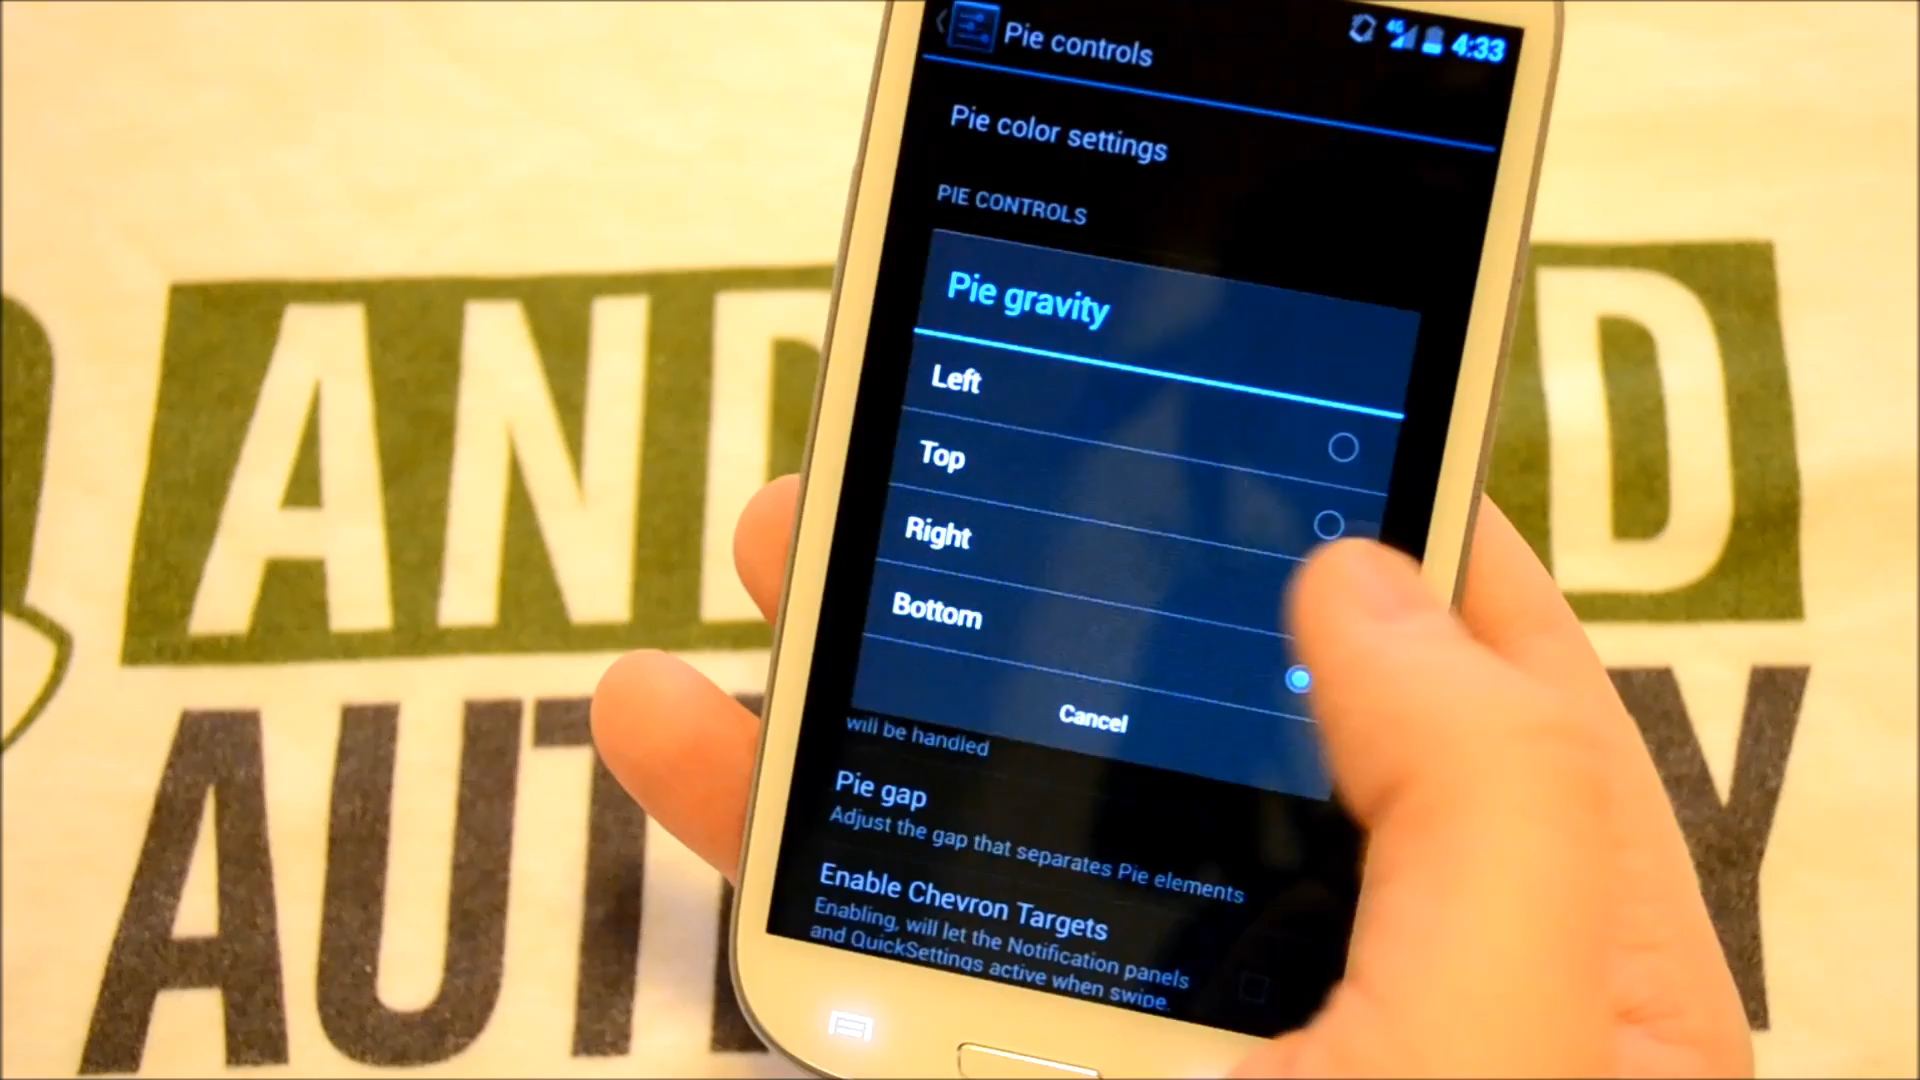 Pie controls
4G
4:33
Pie color settings
PIE CONTROLS
Pie gravity
Left
Top
Right
Bottom
Cancel
will be handled
Pie gap
Adjust the gap that separates Pie elements
Enable Chevron Targets
Enabling, will let the Notification panels
and QuickSettings active when swipe.
AND D
AUT Y